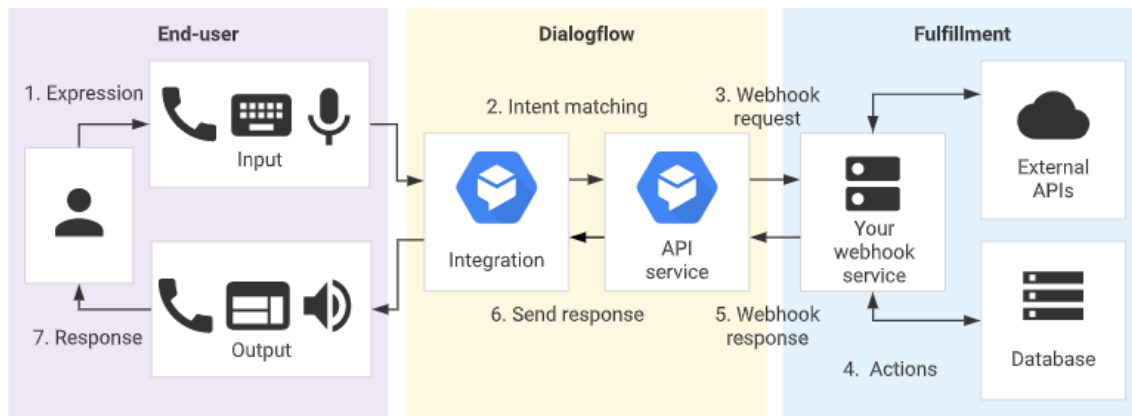 End-user
Dialogflow
Fulfillment
1. Expression
Input
2. Intent matching
3. Webhook
request
External
APIs
Integration
API
service
Your
webhook
service
7. Response
Output
6. Send response
5. Webhook
response
4. Actions
Database